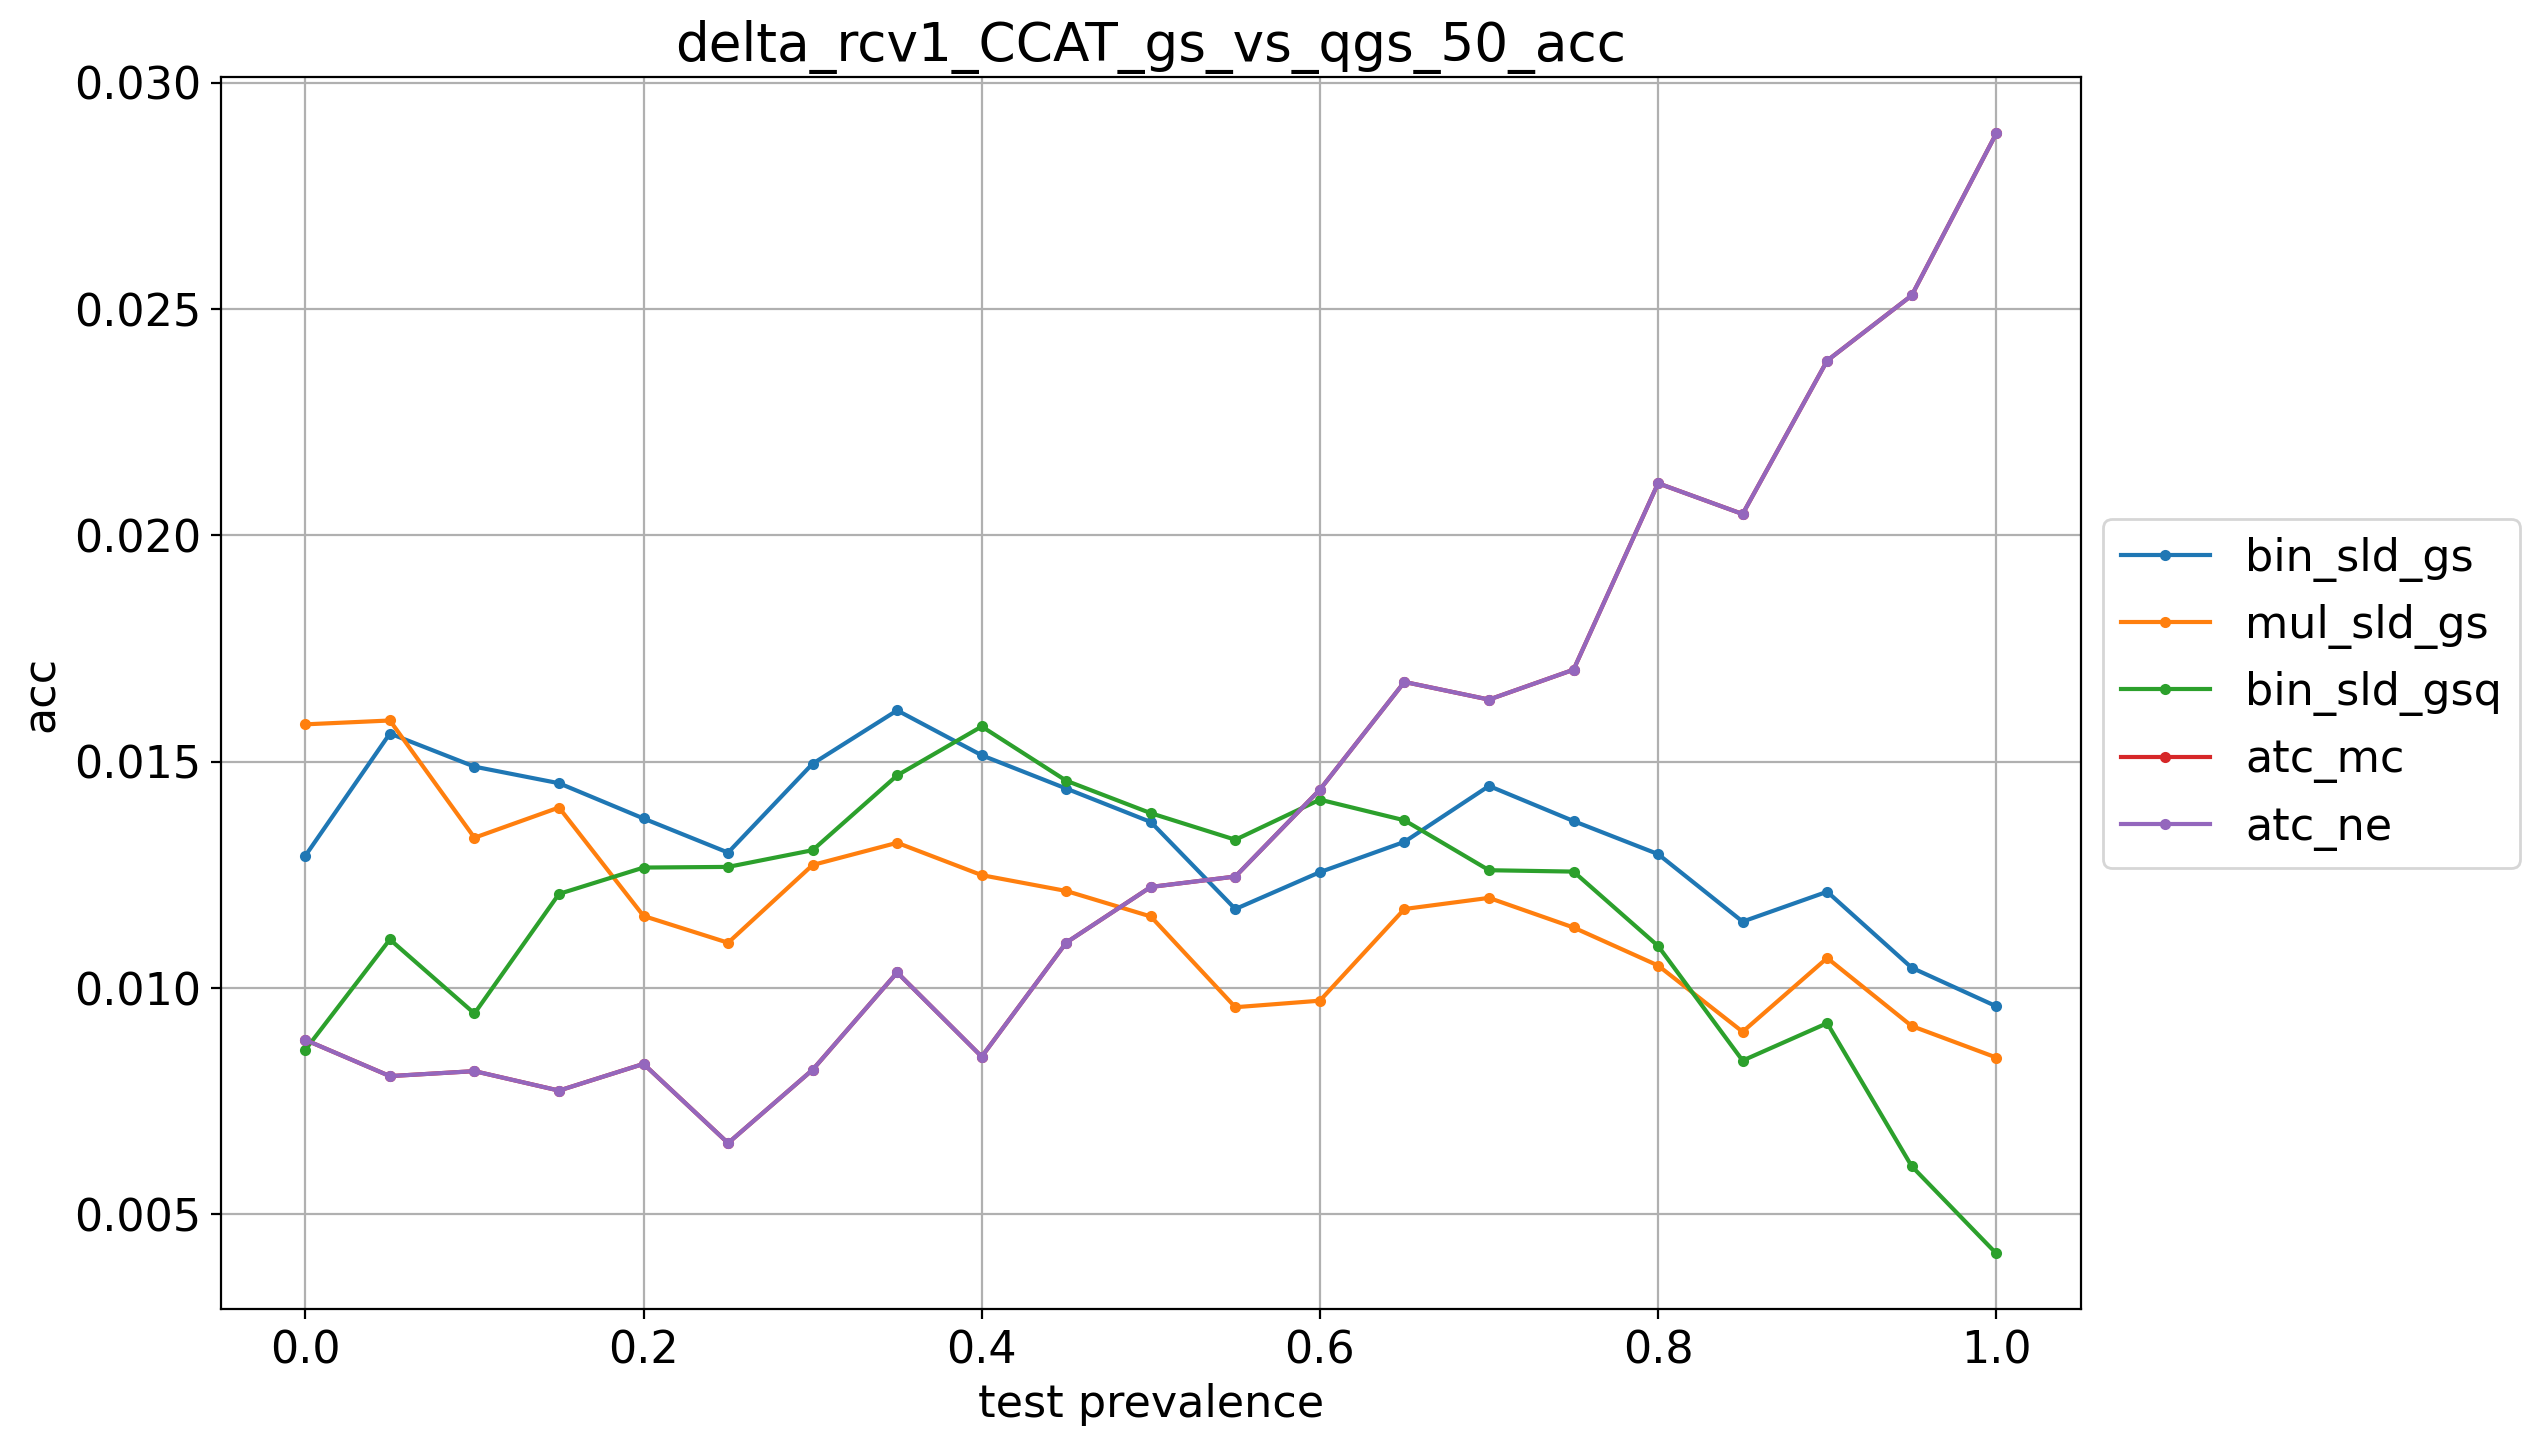 delta_rcv1_CCAT_gs_vs_qgs_50_acc
0.030
0.025
0.020
0.015
0.010
0.005
acc
0.0 0.2 0.4 0.6 0.8 1.0
test prevalence
bin_sld_gs
mul_sld_gs
bin_sld_gsq
atc_mc
atc_ne